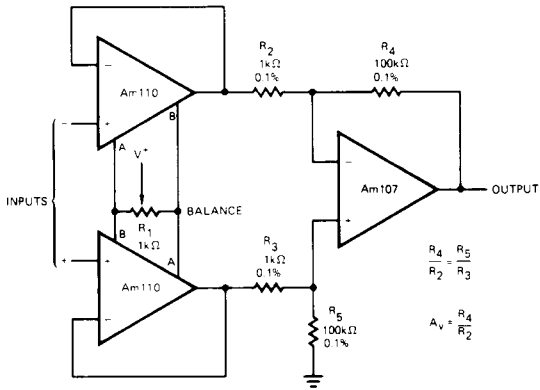 R2
1kΩ
0.1%
R4
100kΩ
0.1%
−
Am110
+
−
B
A
V+
INPUTS
BALANCE
R1
1kΩ
B
A
+
Am110
−
+
−
Am107
+
OUTPUT
R3
1kΩ
0.1%
R5
100kΩ
0.1%
R4/R2 = R5/R3
Av = R4/R2